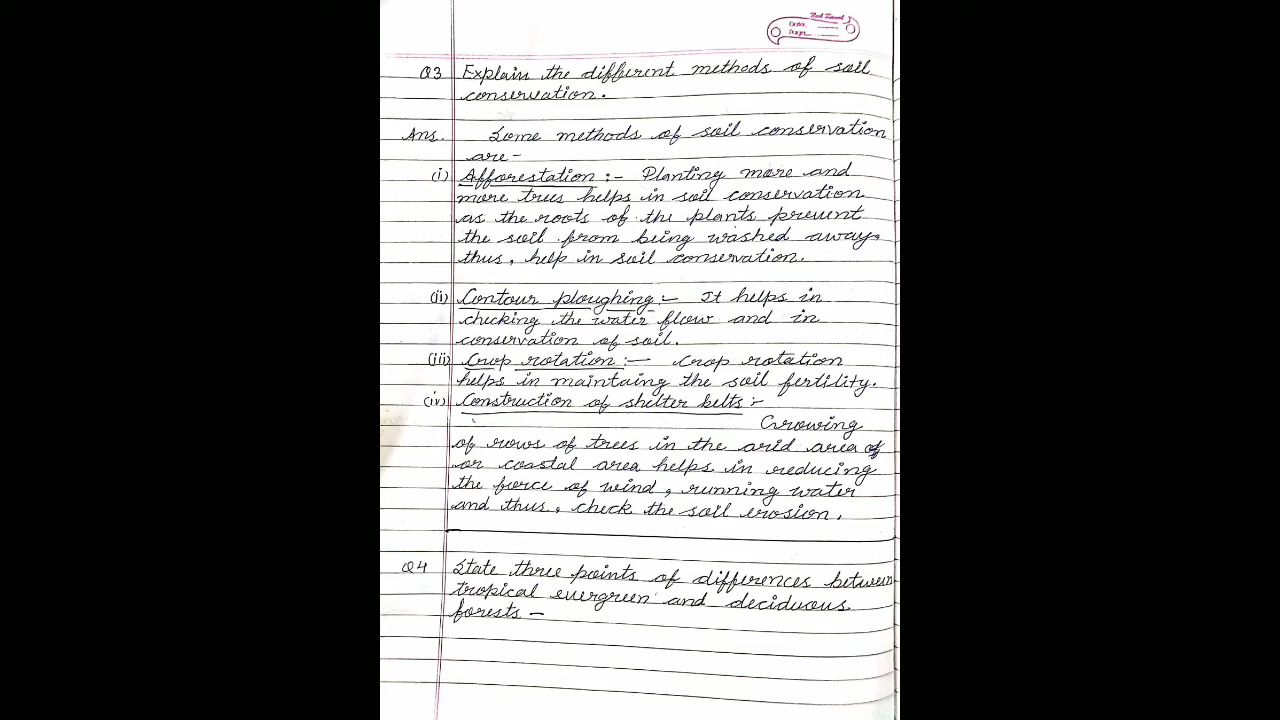 Date
Page
Q3 Explain the different methods of soil
conservation.
Ans. Some methods of soil conservation
are -
(i) Afforestation :- Planting more and
more trees helps in soil conservation
as the roots of the plants prevent
the soil from being washed away,
thus, help in soil conservation.
(ii) Contour ploughing :- It helps in
checking the water flow and in
conservation of soil.
(iii) Crop rotation :- Crop rotation
helps in maintaing the soil fertility.
(iv) Construction of shelter belts :-
Growing
of rows of trees in the arid area of
or coastal area helps in reducing
the force of wind, running water
and thus, check the soil erosion.
Q4 State three points of differences between
tropical evergreen and deciduous
forests -